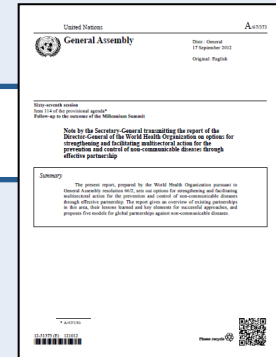 United Nations
A/67/373
General Assembly
Distr.: General
17 September 2012
Original: English
Sixty-seventh session
Item 114 of the provisional agenda*
Follow-up to the outcome of the Millennium Summit
Note by the Secretary-General transmitting the report of the
Director-General of the World Health Organization on options for
strengthening and facilitating multisectoral action for the
prevention and control of non-communicable diseases through
effective partnership
Summary
The present report, prepared by the World Health Organization pursuant to
General Assembly resolution 66/2, sets out options for strengthening and facilitating
multisectoral action for the prevention and control of non-communicable diseases
through effective partnership. The report gives an overview of existing partnerships
in this area, their lessons learned and key elements for successful approaches, and
proposes five models for global partnerships against non-communicable diseases.
* A/67/150.
12-51375 (E) 121012
Please recycle